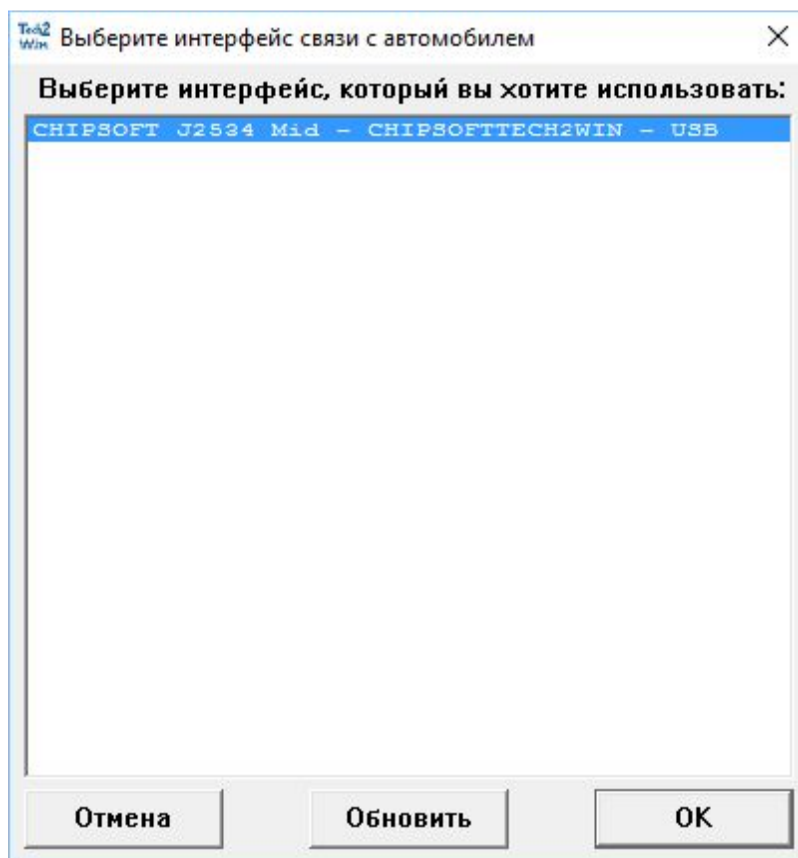 Tech2 Win Выберите интерфейс связи с автомобилем
Выберите интерфейс, который вы хотите использовать:
CHIPSOFT J2534 Mid - CHIPSOFTTECH2WIN - USB
Отмена Обновить OK